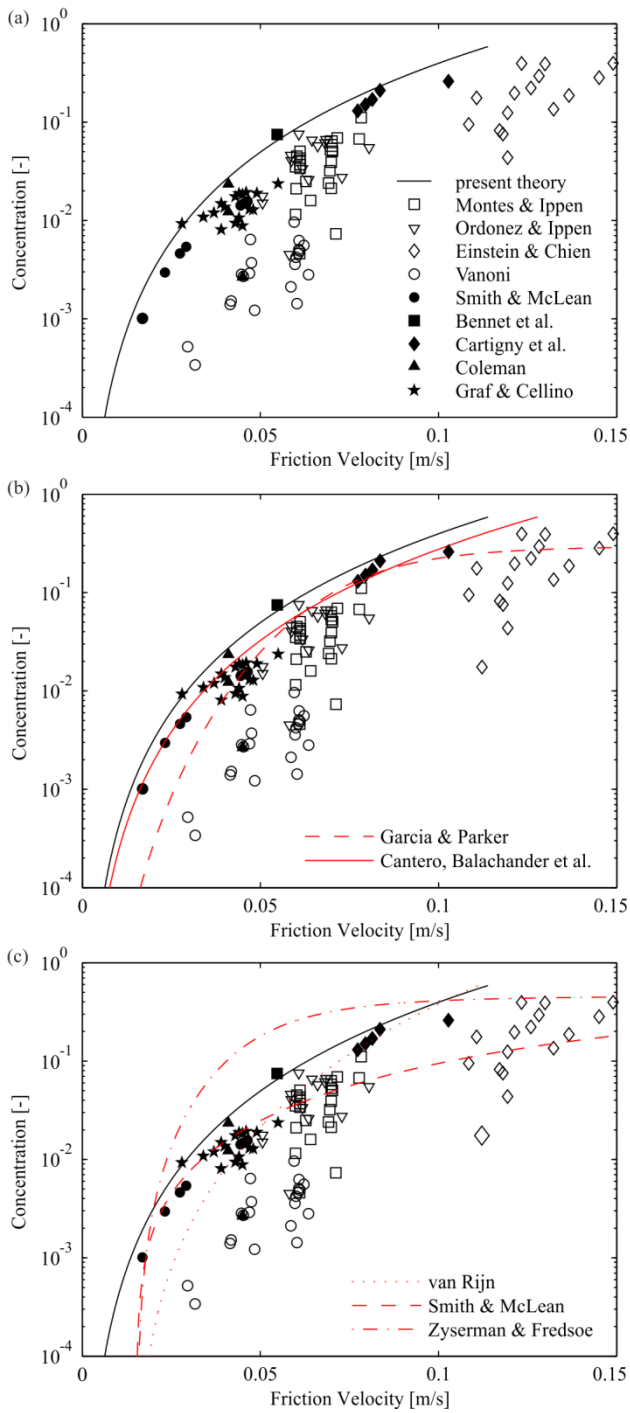 (a)
10^0
10^-1
10^-2
10^-3
10^-4
Concentration [-]
present theory
Montes & Ippen
Ordonez & Ippen
Einstein & Chien
Vanoni
Smith & McLean
Bennet et al.
Cartigny et al.
Coleman
Graf & Cellino
0 0.05 0.1 0.15
Friction Velocity [m/s]
(b)
10^0
10^-1
10^-2
10^-3
10^-4
Concentration [-]
Garcia & Parker
Cantero, Balachander et al.
0 0.05 0.1 0.15
Friction Velocity [m/s]
(c)
10^0
10^-1
10^-2
10^-3
10^-4
Concentration [-]
van Rijn
Smith & McLean
Zyserman & Fredsoe
0 0.05 0.1 0.15
Friction Velocity [m/s]